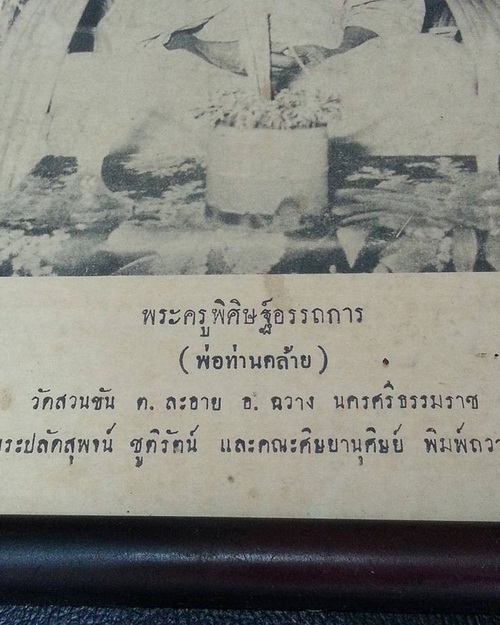 พระครูพิศิษฐ์อรรถการ
(พ่อท่านคล้าย)
วัดสวนขัน ต. ละอาย อ. ฉวาง นครศรีธรรมราช
พระปลัดสุพจน์ ชูติรัตน์ และคณะศิษยานุศิษย์ พิมพ์ถวา